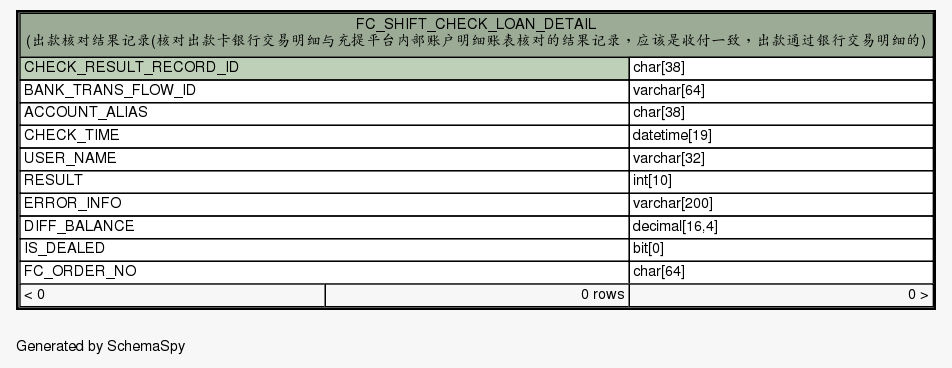 FC_SHIFT_CHECK_LOAN_DETAIL
(出款核对结果记录(核对出款卡银行交易明细与充提平台内部账户明细账表核对的结果记录，应该是收付一致，出款通过银行交易明细的)
CHECK_RESULT_RECORD_ID char[38]
BANK_TRANS_FLOW_ID varchar[64]
ACCOUNT_ALIAS char[38]
CHECK_TIME datetime[19]
USER_NAME varchar[32]
RESULT int[10]
ERROR_INFO varchar[200]
DIFF_BALANCE decimal[16,4]
IS_DEALED bit[0]
FC_ORDER_NO char[64]
< 0 0 rows 0 >
Generated by SchemaSpy